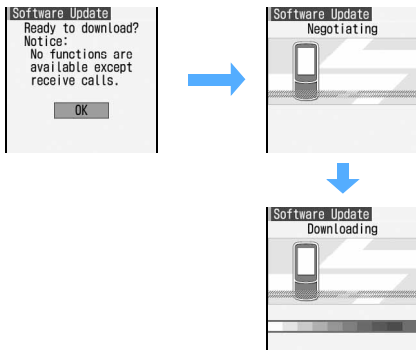 Software Update
Ready to download?
Notice:
No functions are
available except
receive calls.
OK
Software Update
Negotiating
Software Update
Downloading